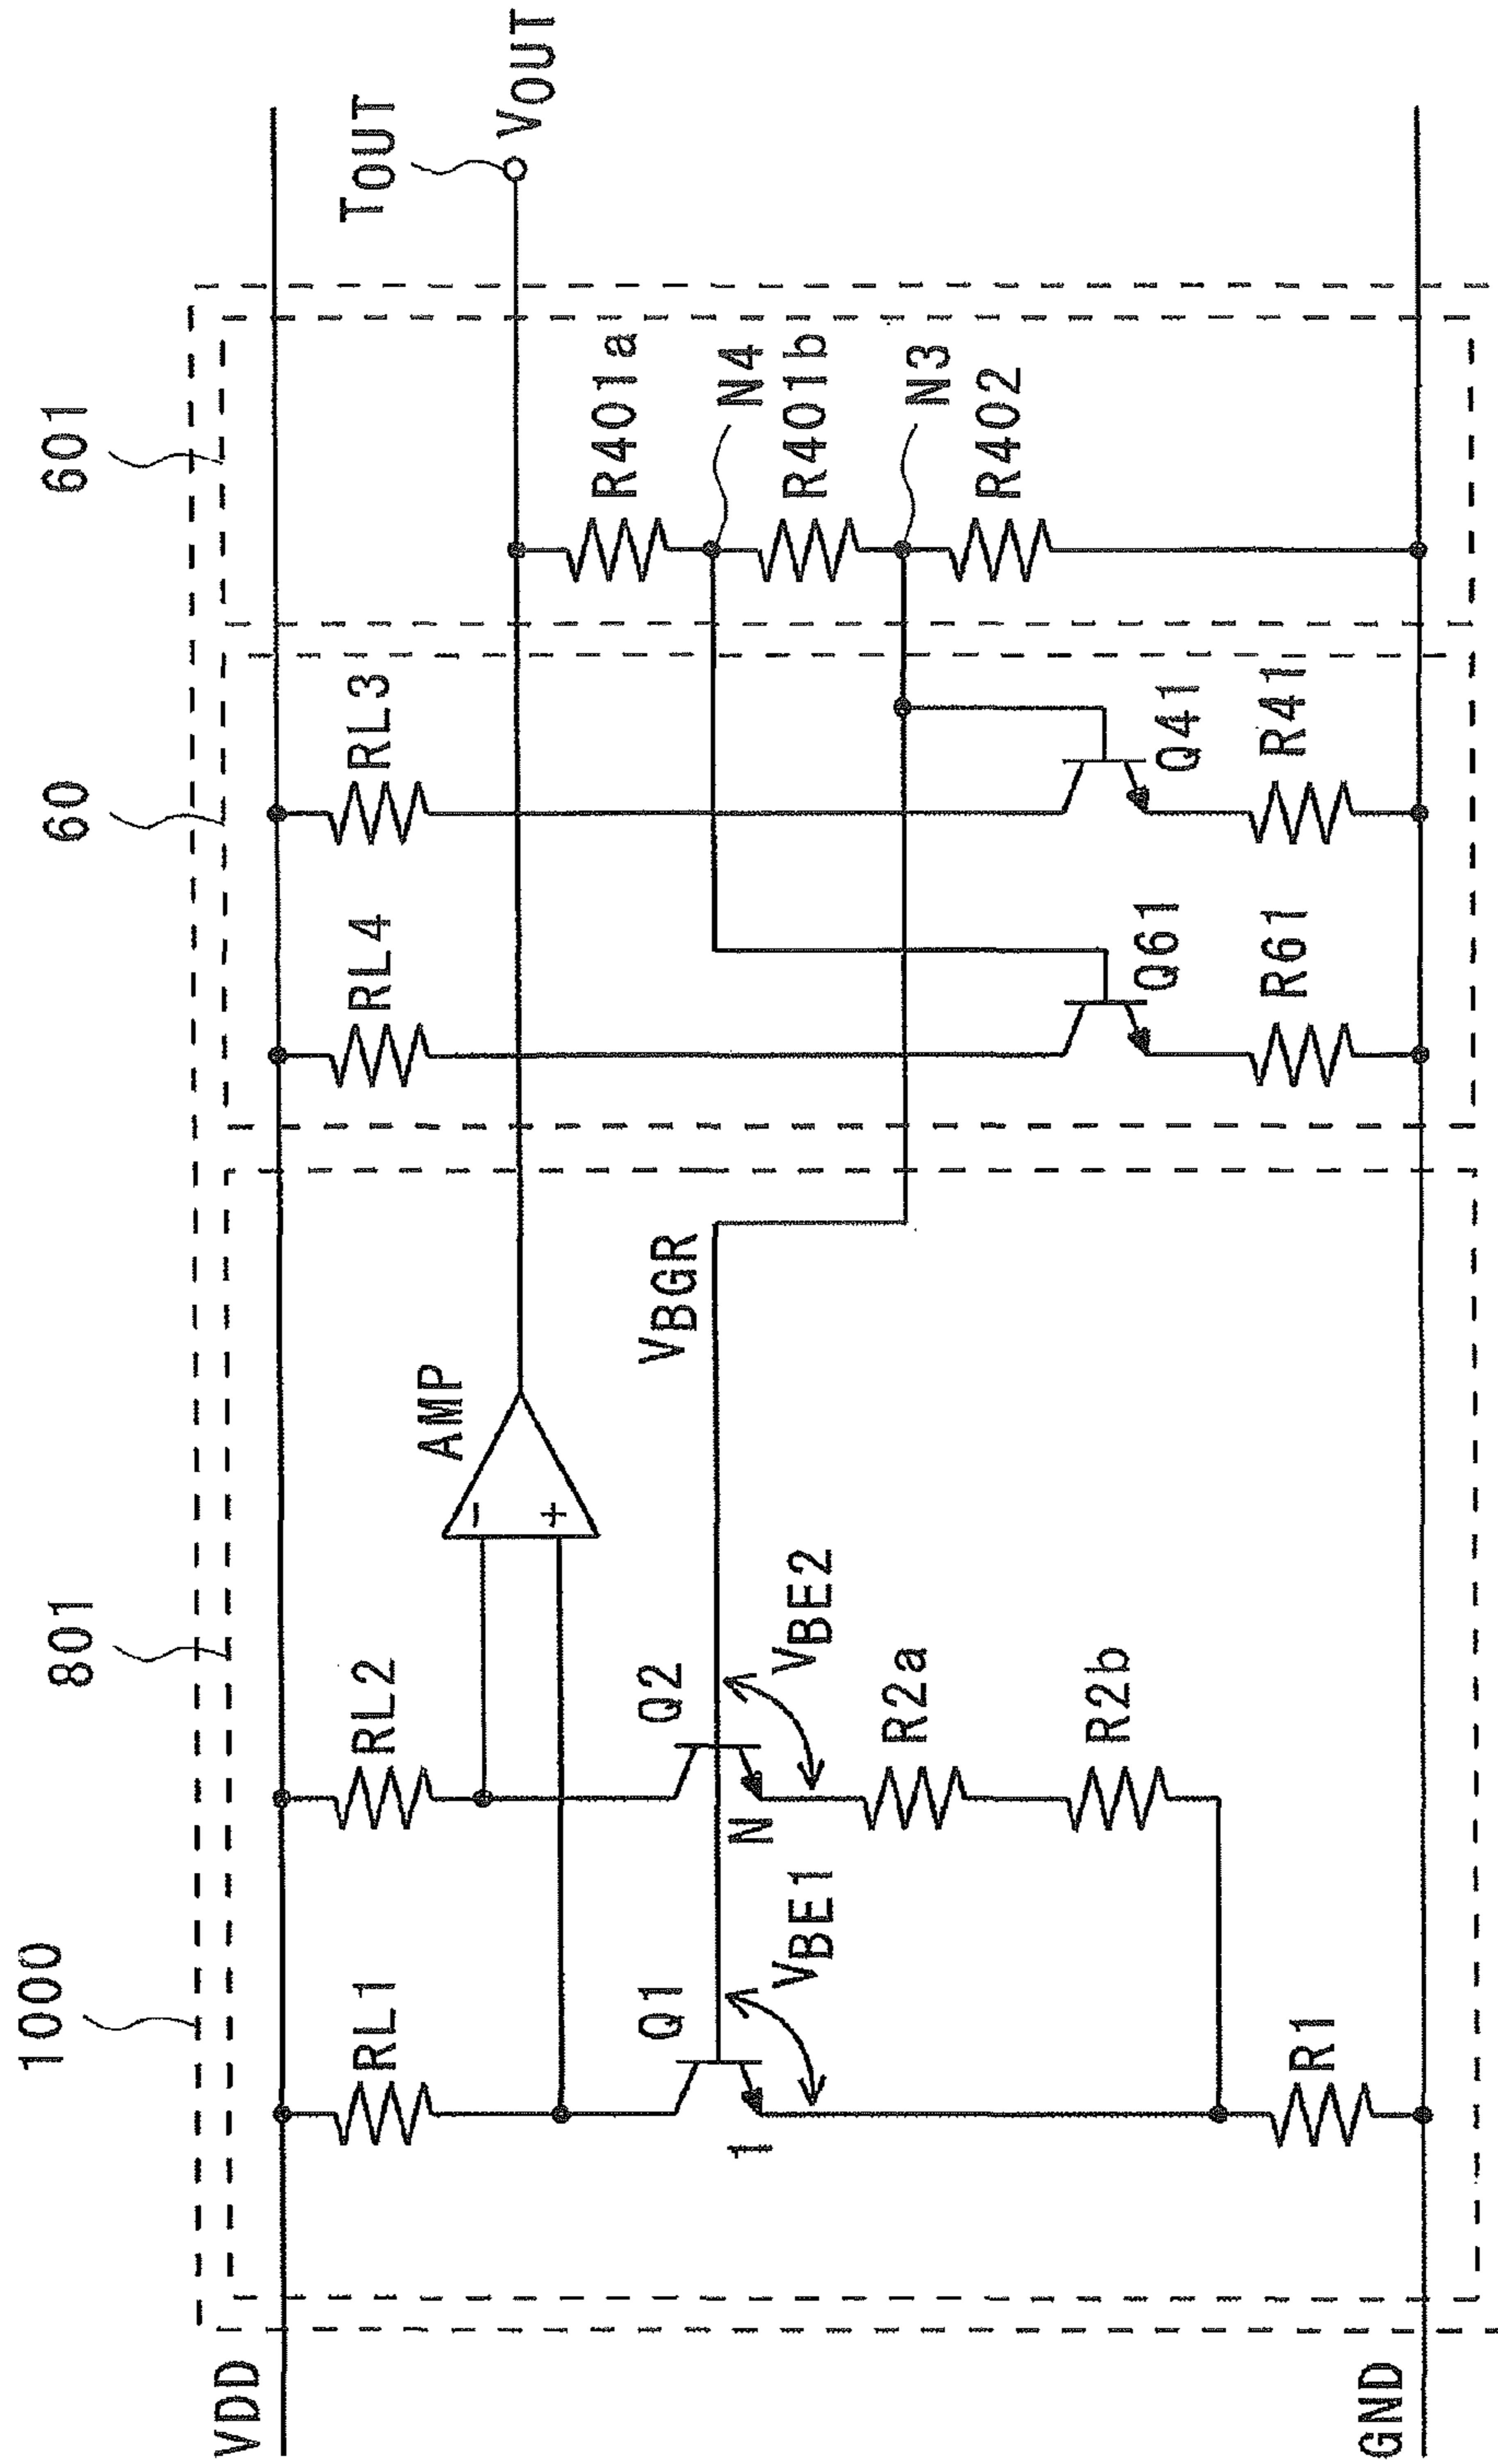 1000
801
60
601
VDD
RL1
RL2
RL4
RL3
TOUT
VOUT
AMP
-
+
Q1
Q2
VBGR
R401a
N4
R401b
N3
R402
1
VBE1
N
VBE2
R2a
R2b
Q61
Q41
R1
R61
R41
GND